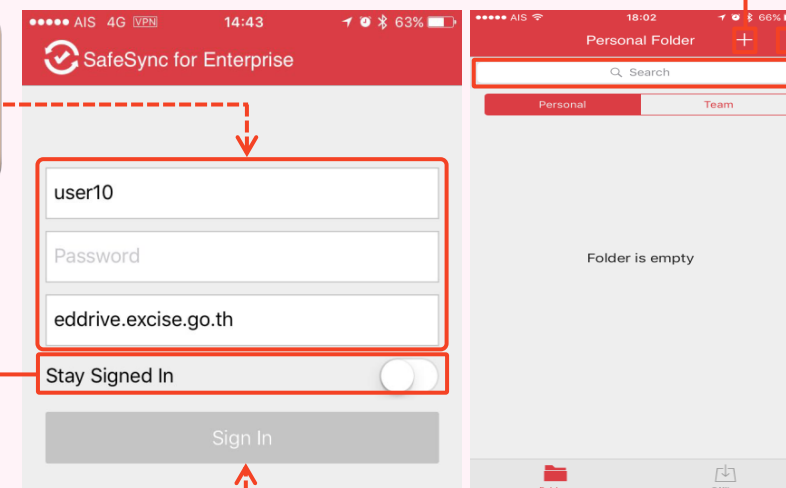 AIS 4G VPN 14:43 63%
SafeSync for Enterprise
user10
Password
eddrive.excise.go.th
Stay Signed In
Sign In
AIS 18:02 66%
Personal Folder
Search
Personal Team
Folder is empty